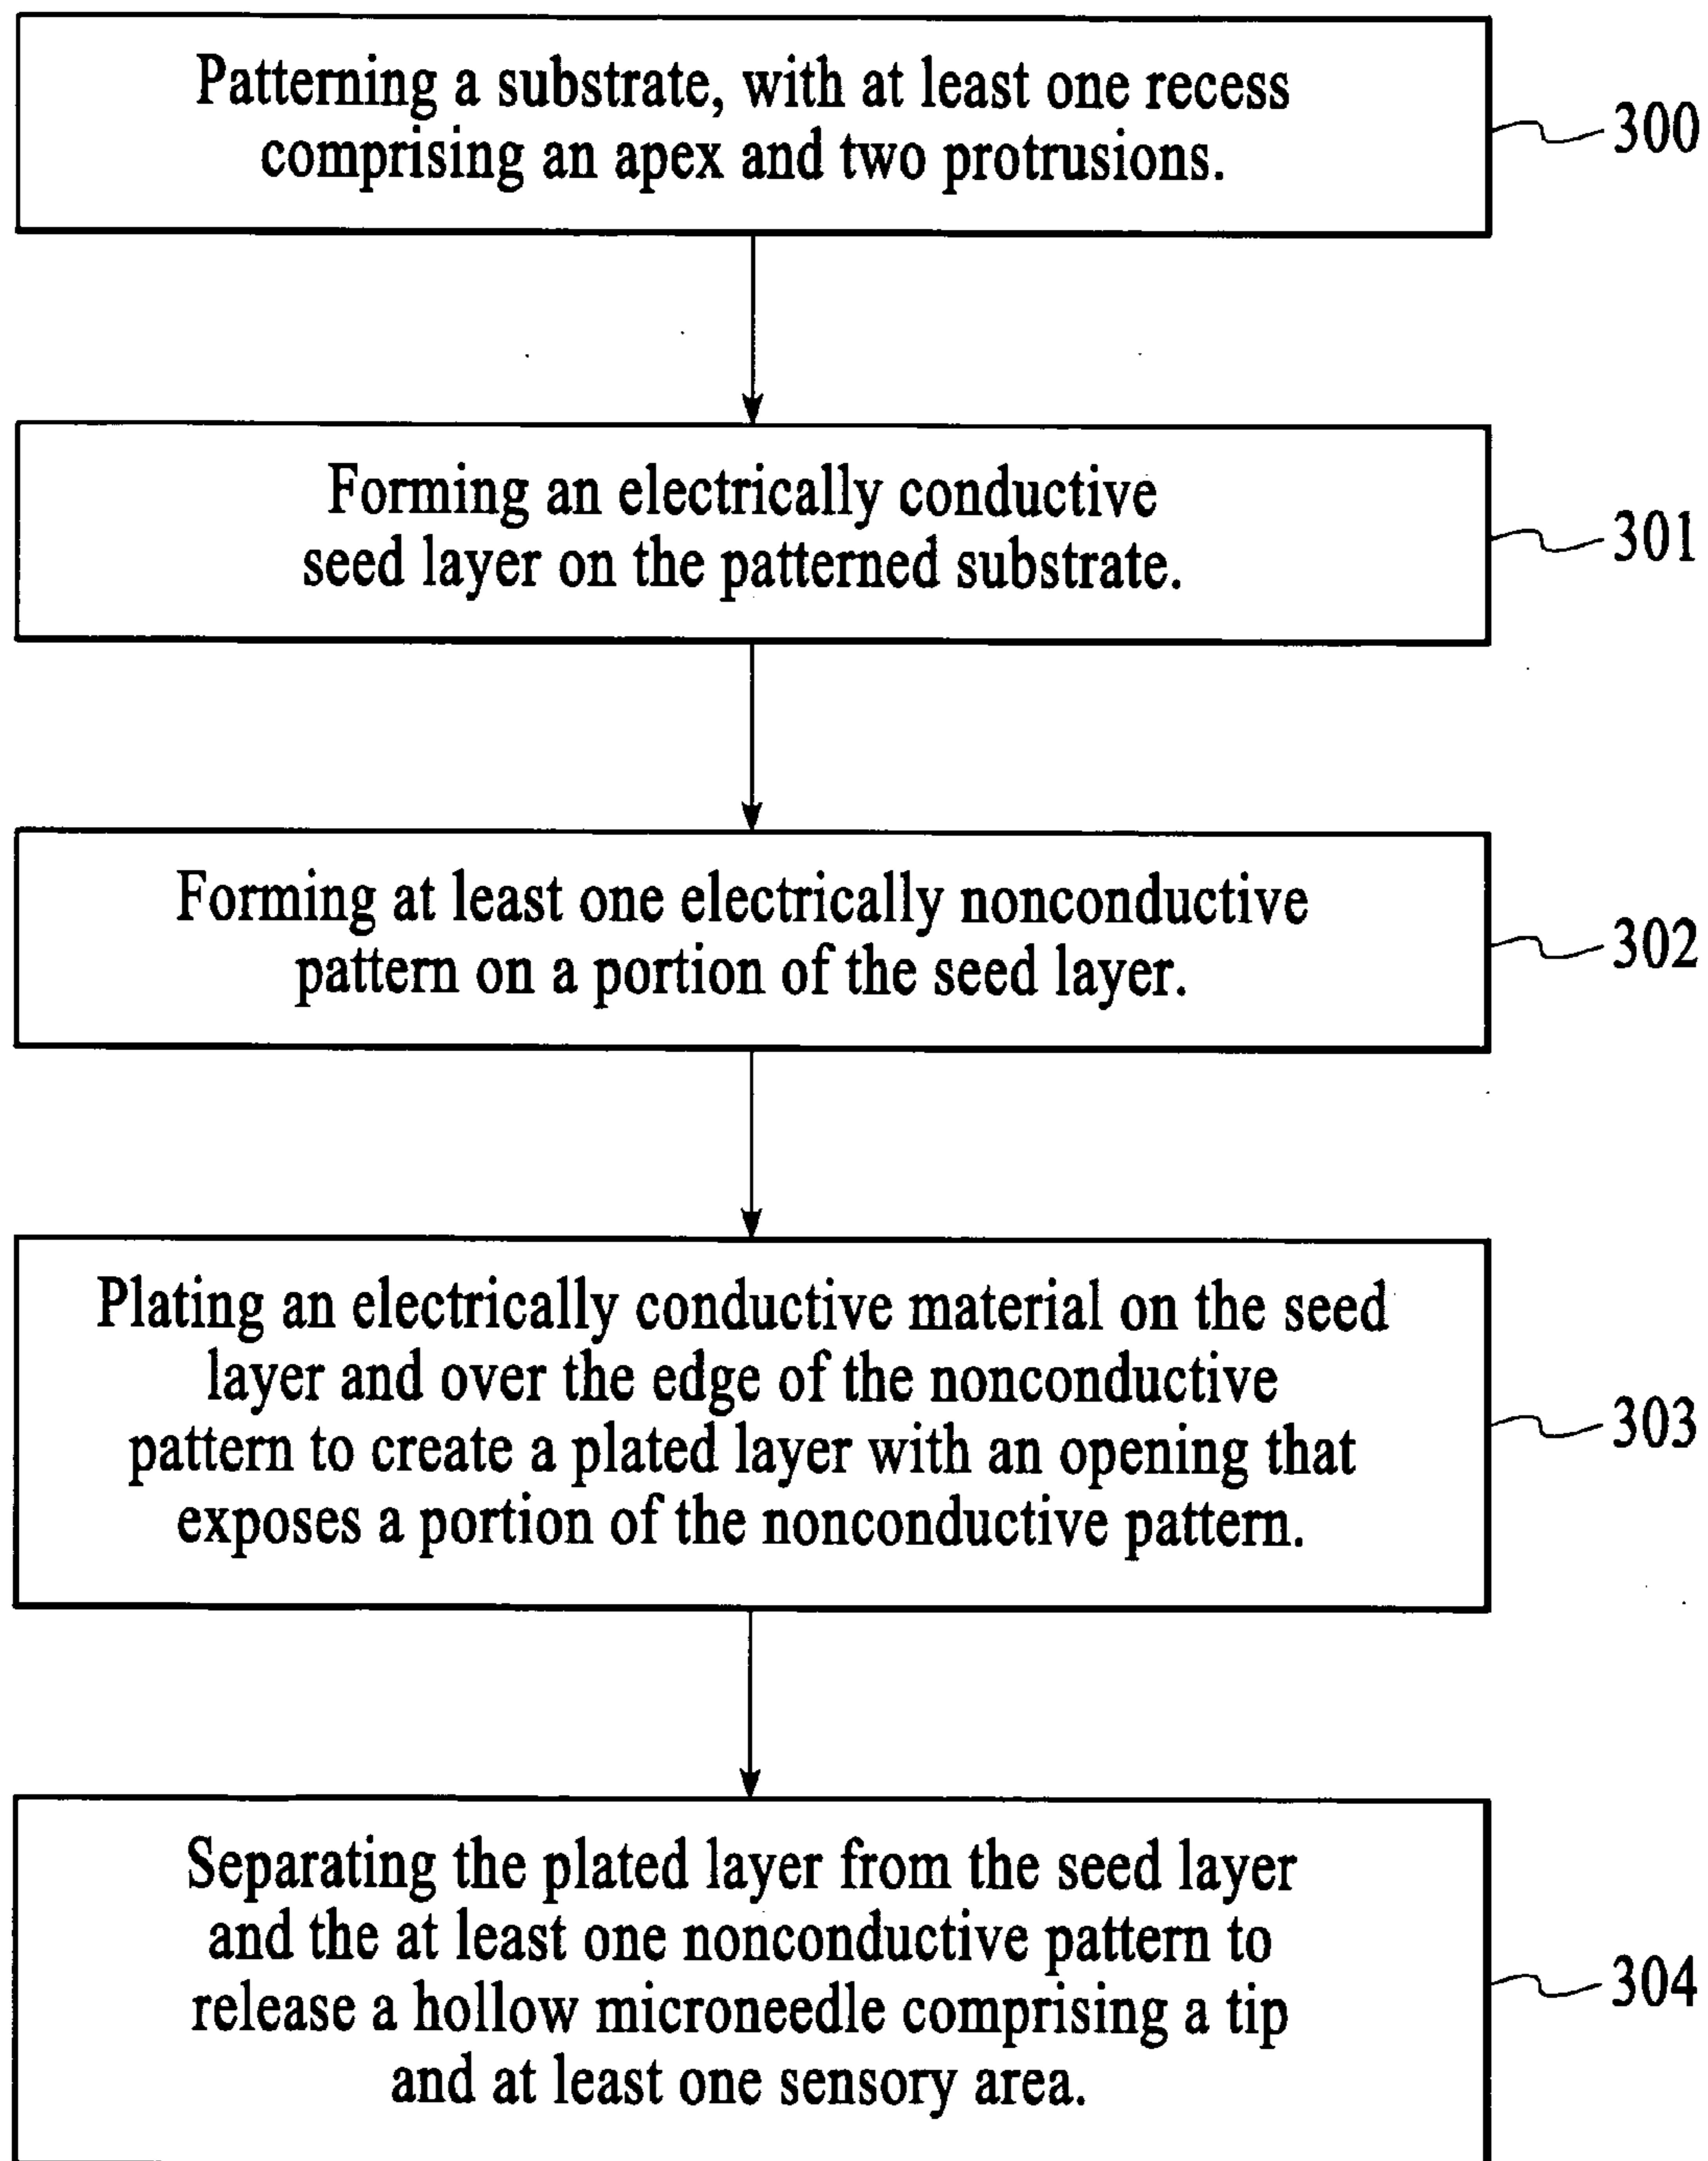 Patterning a substrate, with at least one recess
comprising an apex and two protrusions.
300
Forming an electrically conductive
seed layer on the patterned substrate.
301
Forming at least one electrically nonconductive
pattern on a portion of the seed layer.
302
Plating an electrically conductive material on the seed
layer and over the edge of the nonconductive
pattern to create a plated layer with an opening that
exposes a portion of the nonconductive pattern.
303
Separating the plated layer from the seed layer
and the at least one nonconductive pattern to
release a hollow microneedle comprising a tip
and at least one sensory area.
304